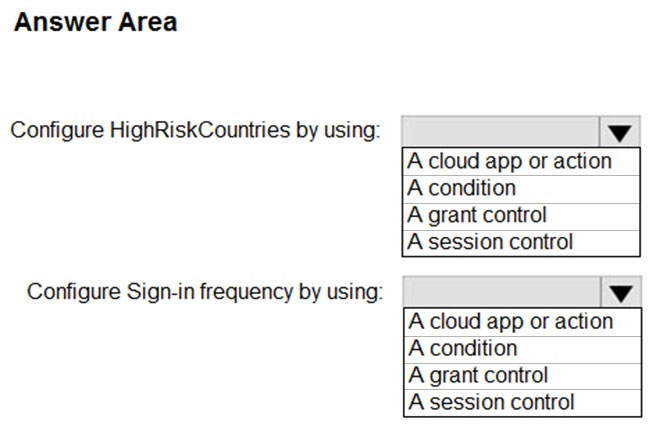 Answer Area
Configure HighRiskCountries by using:
A cloud app or action
A condition
A grant control
A session control
Configure Sign-in frequency by using:
A cloud app or action
A condition
A grant control
A session control